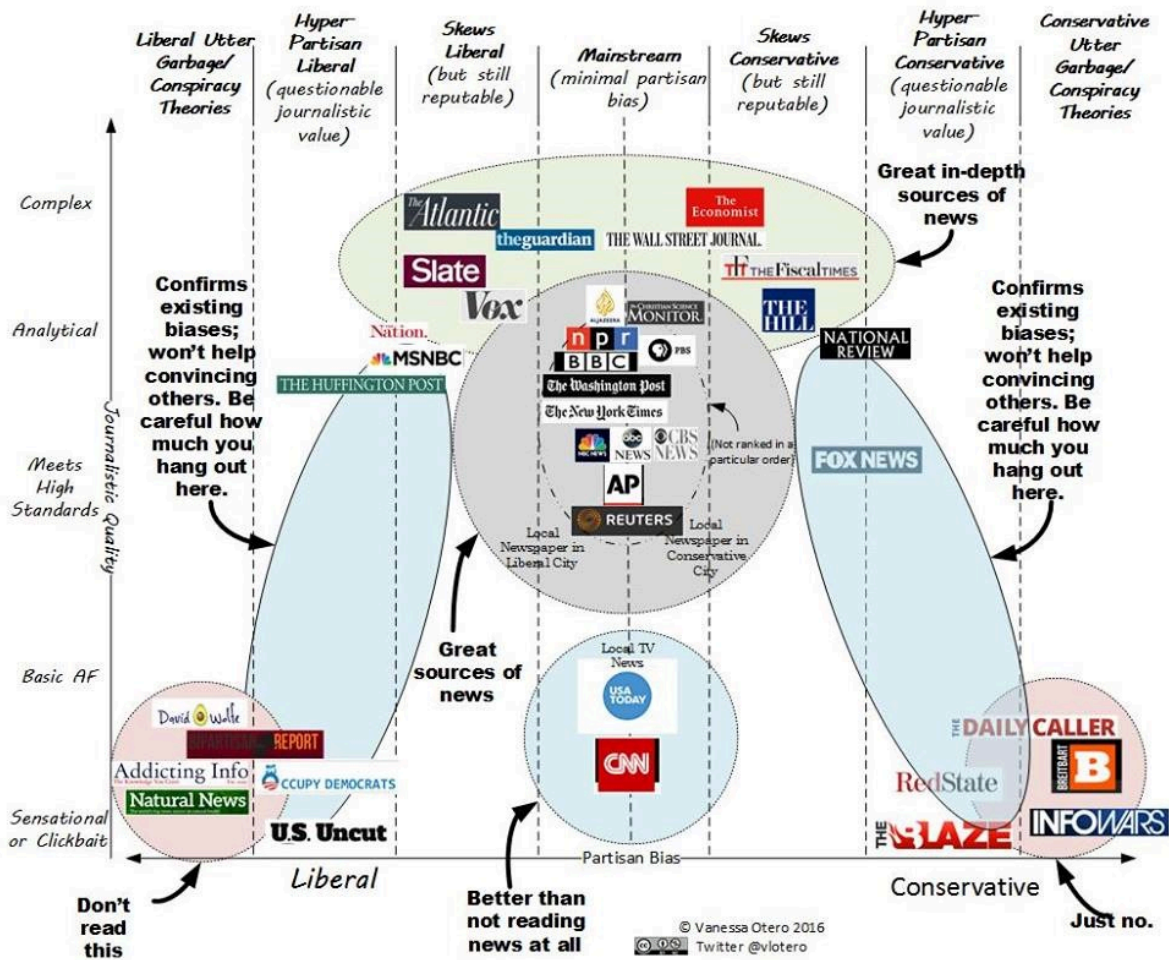 Liberal Utter
Garbage/
Conspiracy
Theories
Hyper-
Partisan
Liberal
(questionable
journalistic
value)
Skews
Liberal
(but still
reputable)
Mainstream
(minimal partisan
bias)
Skews
Conservative
(but still
reputable)
Hyper-
Partisan
Conservative
(questionable
journalistic
value)
Conservative
Utter
Garbage/
Conspiracy
Theories
Journalistic Quality
Complex
Analytical
Meets
High
Standards
Basic AF
Sensational
or Clickbait
Great in-depth
sources of
news
The
Atlantic
The
Economist
theguardian
THE WALL STREET JOURNAL.
Slate
TFT THE FISCAL TIMES
Vox
THE
HILL
ALJAZEERA
THE CHRISTIAN SCIENCE
MONITOR
The Nation.
npr
PBS
NATIONAL
REVIEW
MSNBC
BBC
THE HUFFINGTON POST
The Washington Post
The New York Times
(Not ranked in a
particular order)
NBC NEWS
abc
NEWS
CBS
NEWS
FOX NEWS
AP
REUTERS
Local
Newspaper in
Liberal City
Local
Newspaper in
Conservative
City
Confirms
existing
biases;
won't help
convincing
others. Be
careful how
much you
hang out
here.
Confirms
existing
biases;
won't help
convincing
others. Be
careful how
much you
hang out
here.
Great
sources of
news
Local TV
News
USA
TODAY
CNN
David Wolfe
BIPARTISAN REPORT
Addicting Info
The Knowledge You Crave
OCCUPY DEMOCRATS
Natural News
U.S. Uncut
THE DAILY CALLER
BREITBART
B
RedState
INFOWARS
THE BLAZE
Partisan Bias
Liberal
Conservative
Don't
read
this
Better than
not reading
news at all
Just no.
© Vanessa Otero 2016
cc
Twitter @vlotero